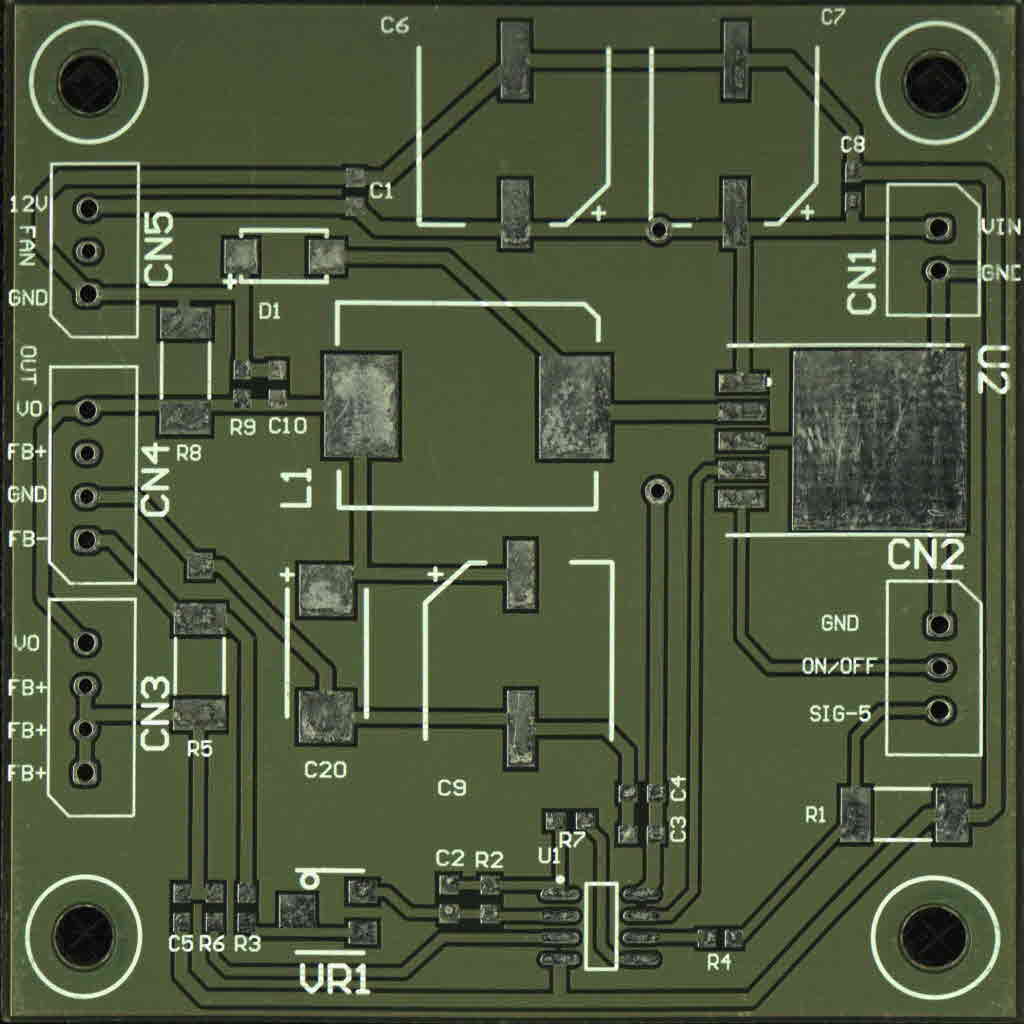 C6
C7
C8
C1
12V
FAN
GND
CN5
D1
VIN
GND
CN1
OUT
VO
FB+
GND
FB-
CN4
R8
R9
C10
L1
U2
CN2
GND
ON/OFF
SIG-5
VO
FB+
FB+
FB+
CN3
R5
C20
C9
C4
C3
R1
R7
U1
C2
R2
C5
R6
R3
VR1
R4